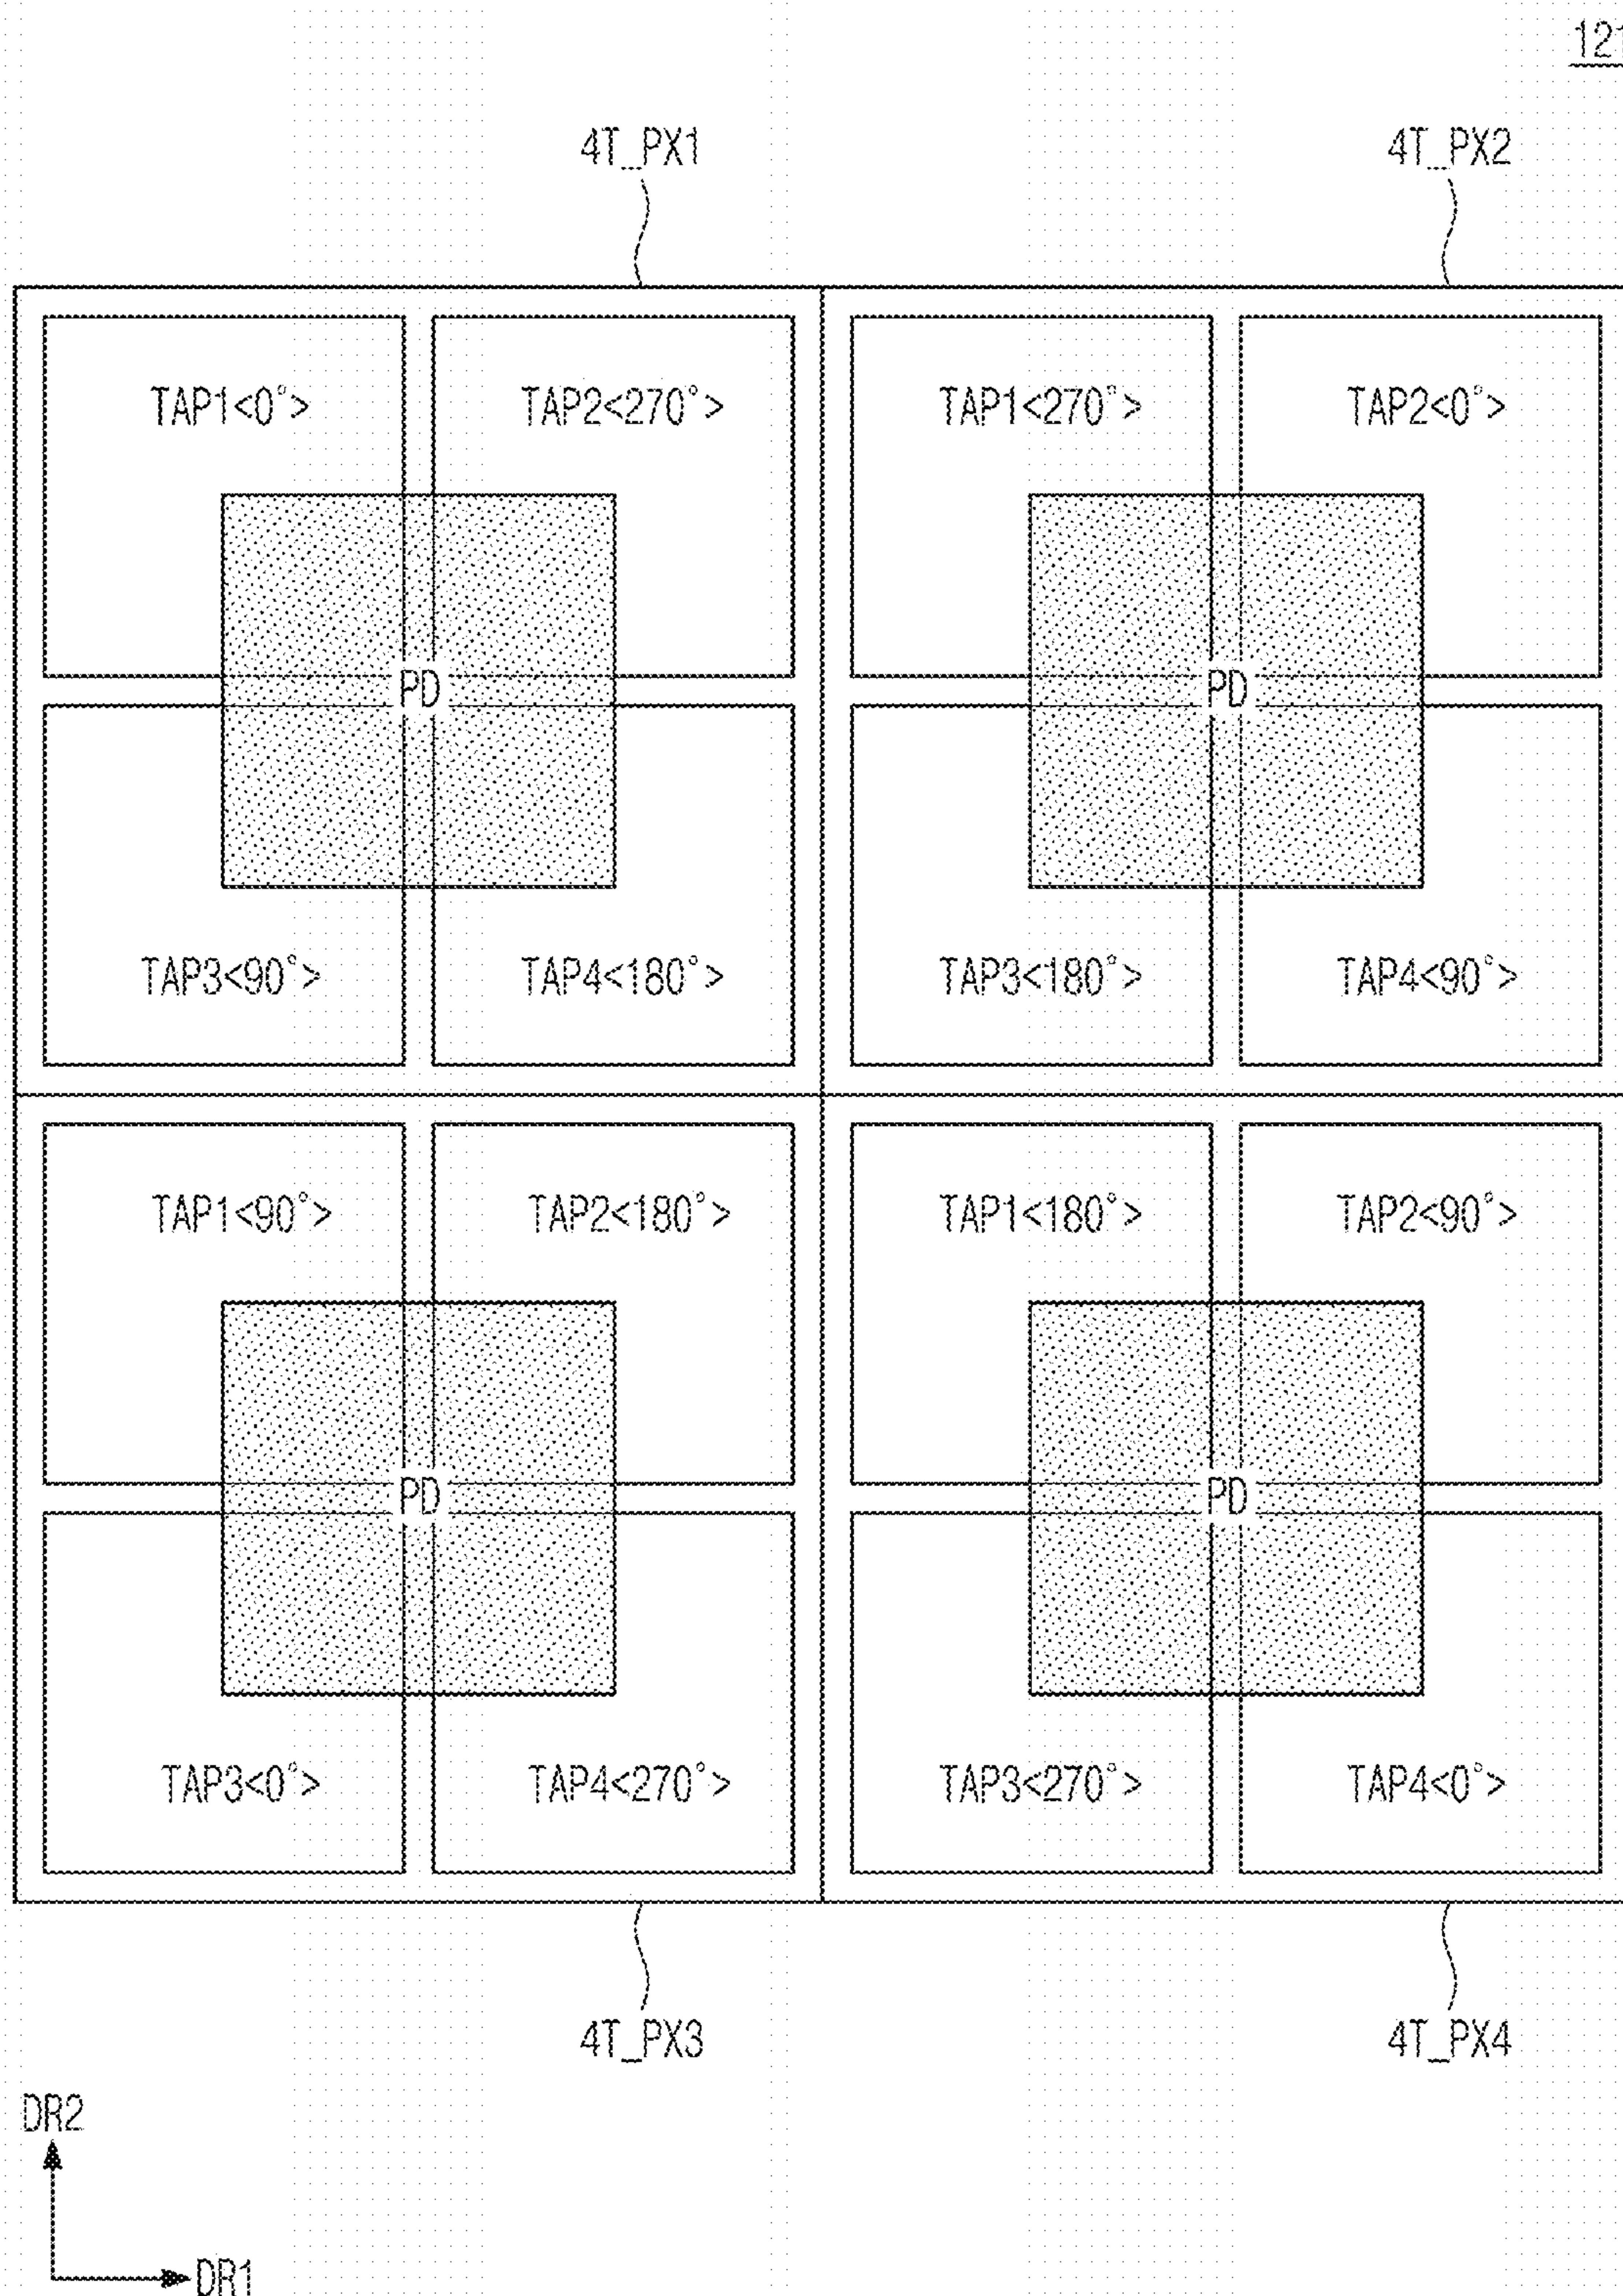 121
4T_PX1 4T_PX2
TAP1<0°> TAP2<270°> TAP1<270°> TAP2<0°>
PD PD
TAP3<90°> TAP4<180°> TAP3<180°> TAP4<90°>
TAP1<90°> TAP2<180°> TAP1<180°> TAP2<90°>
PD PD
TAP3<0°> TAP4<270°> TAP3<270°> TAP4<0°>
4T_PX3 4T_PX4
DR2
DR1